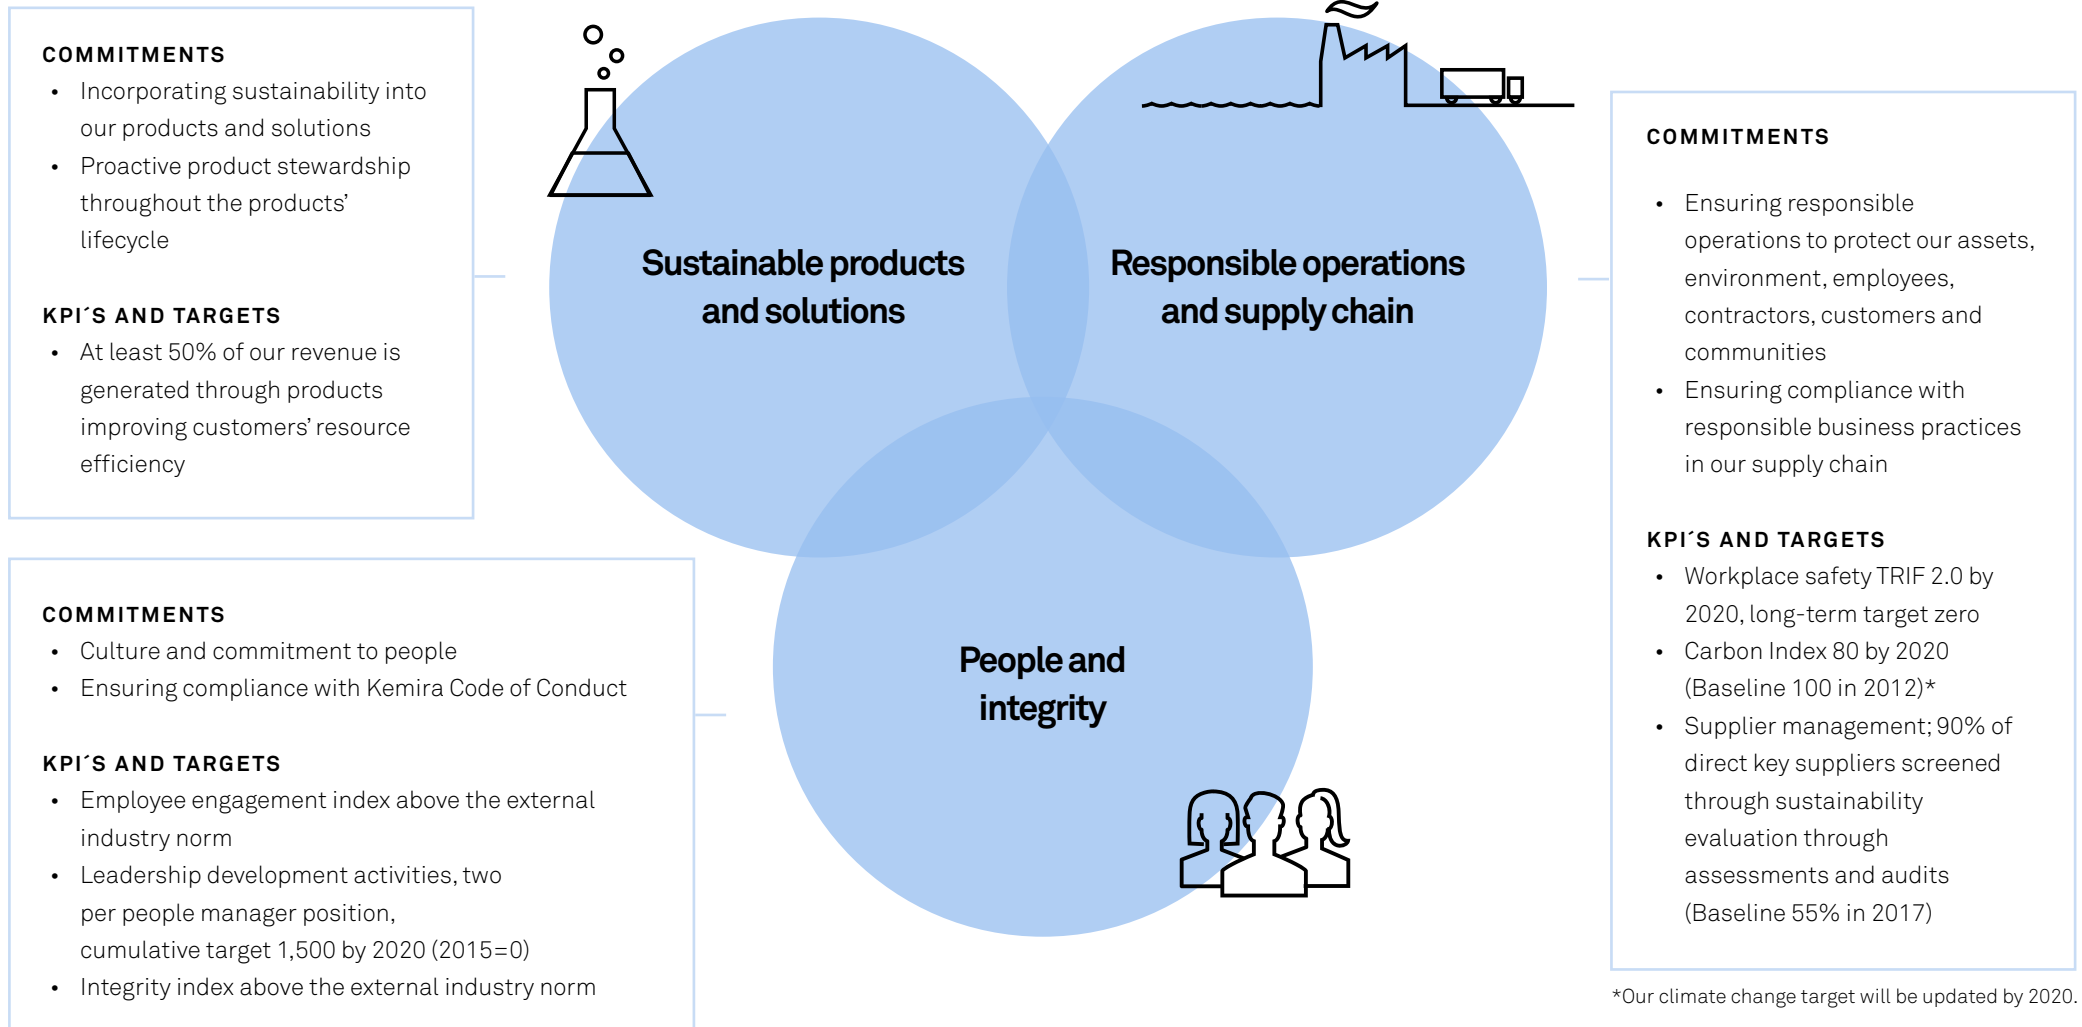 COMMITMENTS
• Incorporating sustainability into
our products and solutions
• Proactive product stewardship
throughout the products’
lifecycle
KPI´S AND TARGETS
• At least 50% of our revenue is
generated through products
improving customers’ resource
efficiency
Sustainable products
and solutions
Responsible operations
and supply chain
COMMITMENTS
• Ensuring responsible
operations to protect our assets,
environment, employees,
contractors, customers and
communities
• Ensuring compliance with
responsible business practices
in our supply chain
KPI´S AND TARGETS
• Workplace safety TRIF 2.0 by
2020, long-term target zero
• Carbon Index 80 by 2020
(Baseline 100 in 2012)*
• Supplier management; 90% of
direct key suppliers screened
through sustainability
evaluation through
assessments and audits
(Baseline 55% in 2017)
*Our climate change target will be updated by 2020.
COMMITMENTS
• Culture and commitment to people
• Ensuring compliance with Kemira Code of Conduct
KPI´S AND TARGETS
• Employee engagement index above the external
industry norm
• Leadership development activities, two
per people manager position,
cumulative target 1,500 by 2020 (2015=0)
• Integrity index above the external industry norm
People and
integrity